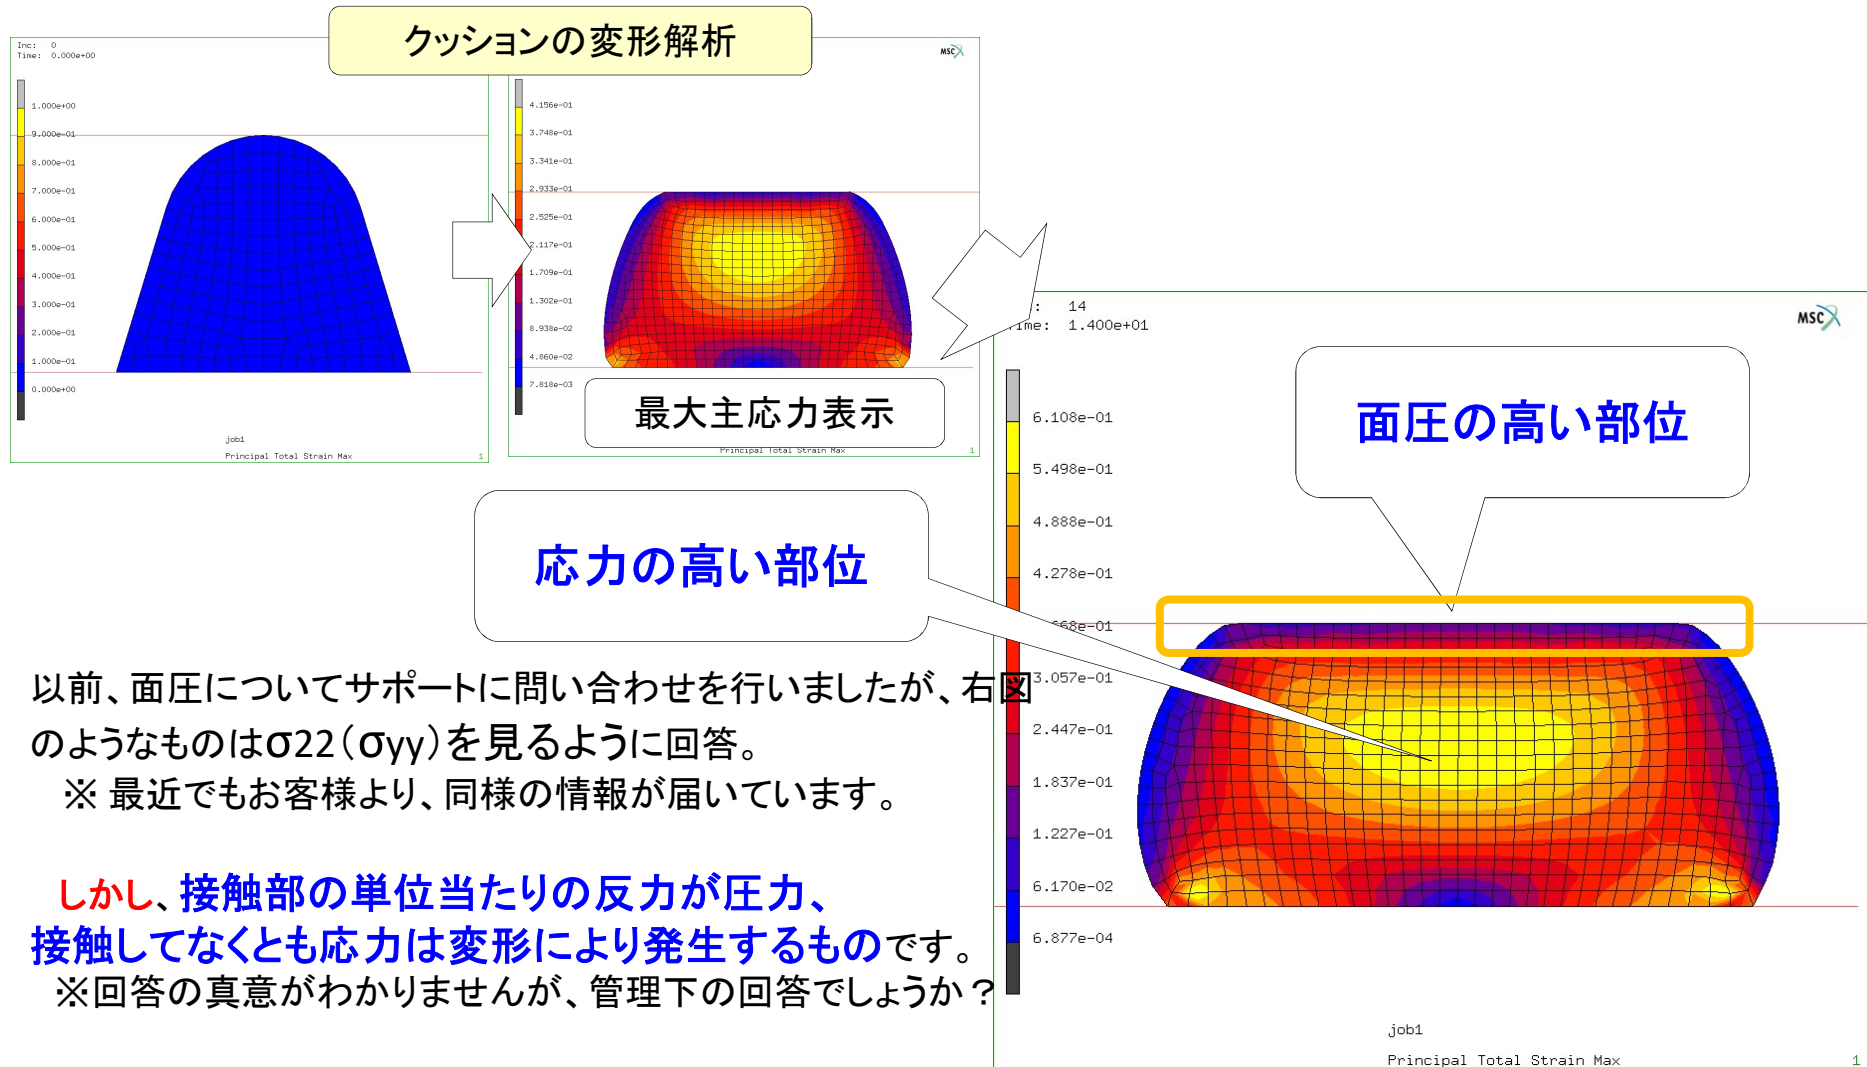 クッションの変形解析
Inc: 0
Time: 0.000e+00
1.000e+00
9.000e-01
8.000e-01
7.000e-01
6.000e-01
5.000e-01
4.000e-01
3.000e-01
2.000e-01
1.000e-01
0.000e+00
job1
Principal Total Strain Max
1
MSC
4.156e-01
3.748e-01
3.341e-01
2.933e-01
2.525e-01
2.117e-01
1.709e-01
1.302e-01
8.938e-02
4.860e-02
7.818e-03
最大主応力表示
Principal Total Strain Max
1
: 14
ime: 1.400e+01
MSC
6.108e-01
5.498e-01
4.888e-01
4.278e-01
668e-01
3.057e-01
2.447e-01
1.837e-01
1.227e-01
6.170e-02
6.877e-04
面圧の高い部位
応力の高い部位
job1
Principal Total Strain Max
1
以前、面圧についてサポートに問い合わせを行いましたが、右図
のようなものはσ22(σyy)を見るように回答。
※ 最近でもお客様より、同様の情報が届いています。
しかし、接触部の単位当たりの反力が圧力、
接触してなくとも応力は変形により発生するものです。
※回答の真意がわかりませんが、管理下の回答でしょうか？